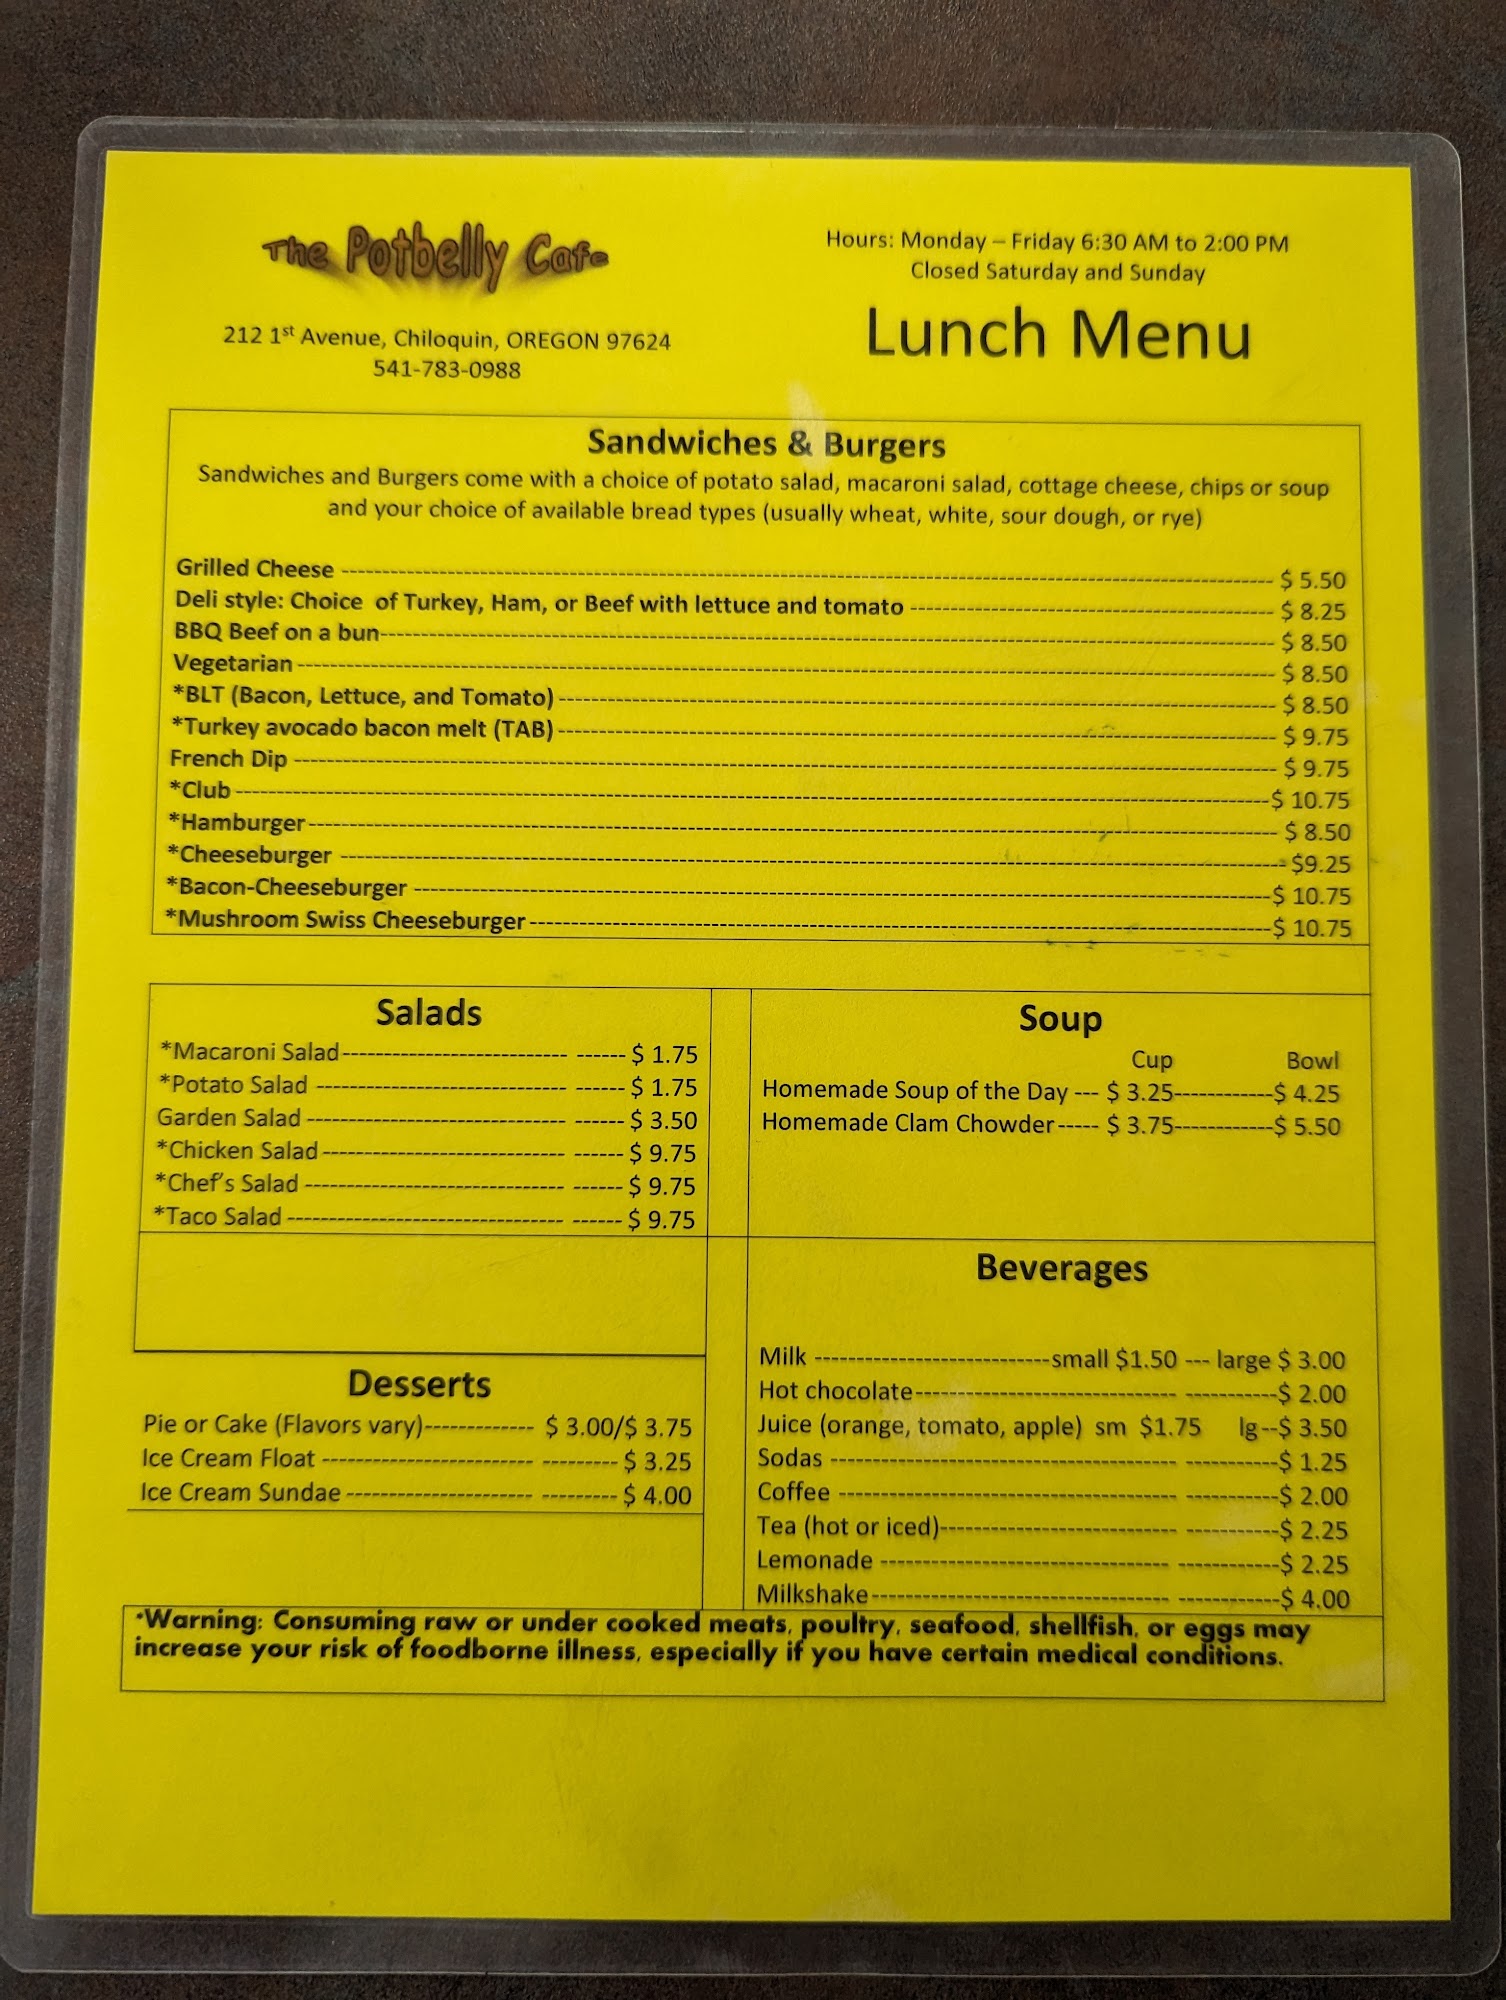 The Potbelly Cafe
212 1st Avenue, Chiloquin, OREGON 97624
541-783-0988
Hours: Monday – Friday 6:30 AM to 2:00 PM
Closed Saturday and Sunday
Lunch Menu
Sandwiches & Burgers
Sandwiches and Burgers come with a choice of potato salad, macaroni salad, cottage cheese, chips or soup
and your choice of available bread types (usually wheat, white, sour dough, or rye)
Grilled Cheese $ 5.50
Deli style: Choice of Turkey, Ham, or Beef with lettuce and tomato $ 8.25
BBQ Beef on a bun $ 8.50
Vegetarian $ 8.50
*BLT (Bacon, Lettuce, and Tomato) $ 8.50
*Turkey avocado bacon melt (TAB) $ 9.75
French Dip $ 9.75
*Club $ 10.75
*Hamburger $ 8.50
*Cheeseburger $9.25
*Bacon-Cheeseburger $ 10.75
*Mushroom Swiss Cheeseburger $ 10.75
Salads
*Macaroni Salad $ 1.75
*Potato Salad $ 1.75
Garden Salad $ 3.50
*Chicken Salad $ 9.75
*Chef's Salad $ 9.75
*Taco Salad $ 9.75
Soup
Cup Bowl
Homemade Soup of the Day --- $ 3.25 $ 4.25
Homemade Clam Chowder ----- $ 3.75 $ 5.50
Desserts
Pie or Cake (Flavors vary) $ 3.00/$ 3.75
Ice Cream Float $ 3.25
Ice Cream Sundae $ 4.00
Beverages
Milk small $1.50 --- large $ 3.00
Hot chocolate $ 2.00
Juice (orange, tomato, apple) sm $1.75 lg--$ 3.50
Sodas $ 1.25
Coffee $ 2.00
Tea (hot or iced) $ 2.25
Lemonade $ 2.25
Milkshake $ 4.00
*Warning: Consuming raw or under cooked meats, poultry, seafood, shellfish, or eggs may
increase your risk of foodborne illness, especially if you have certain medical conditions.